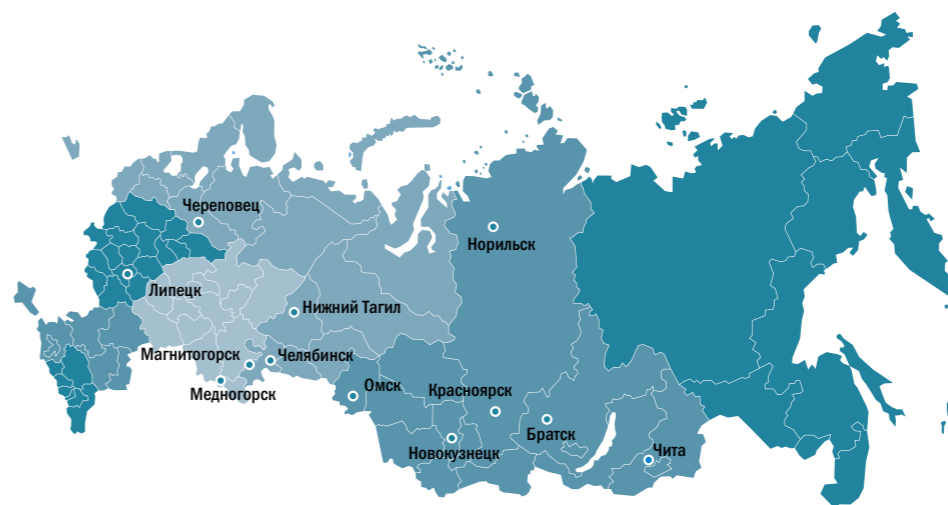 Череповец
Норильск
Липецк
Нижний Тагил
Магнитогорск
Челябинск
Медногорск
Омск
Красноярск
Братск
Новокузнецк
Чита